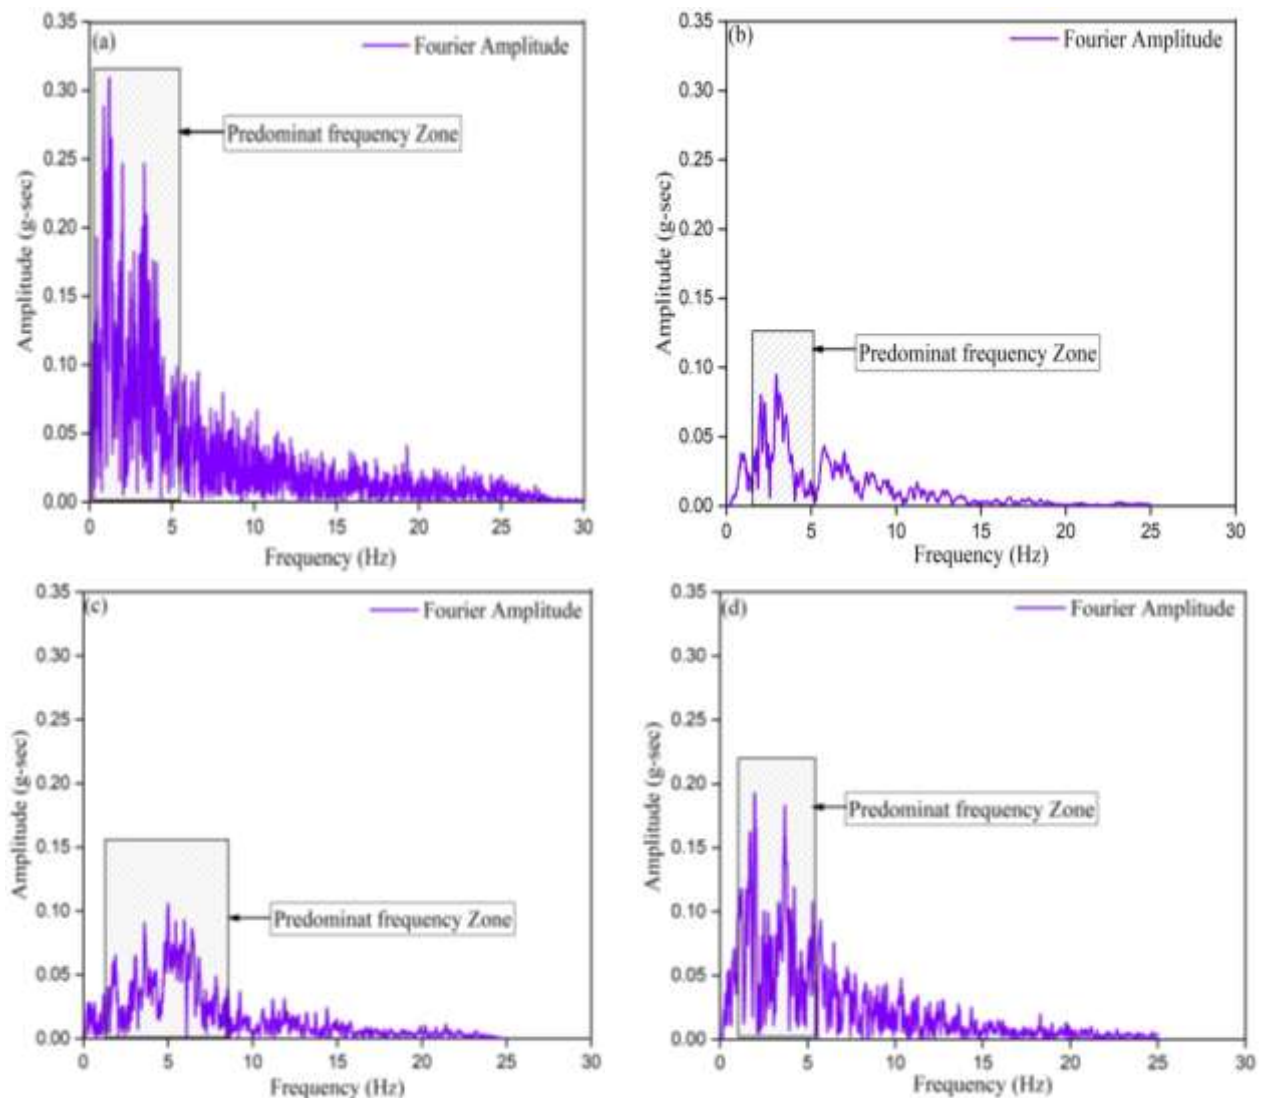 (a)
Fourier Amplitude
Predominat frequency Zone
Amplitude (g-sec)
0.35
0.30
0.25
0.20
0.15
0.10
0.05
0.00
0 5 10 15 20 25 30
Frequency (Hz)
(b)
Fourier Amplitude
Predominat frequency Zone
Amplitude (g-sec)
0.35
0.30
0.25
0.20
0.15
0.10
0.05
0.00
0 5 10 15 20 25 30
Frequency (Hz)
(c)
Fourier Amplitude
Predominat frequency Zone
Amplitude (g-sec)
0.35
0.30
0.25
0.20
0.15
0.10
0.05
0.00
0 5 10 15 20 25 30
Frequency (Hz)
(d)
Fourier Amplitude
Predominat frequency Zone
Amplitude (g-sec)
0.35
0.30
0.25
0.20
0.15
0.10
0.05
0.00
0 5 10 15 20 25 30
Frequency (Hz)